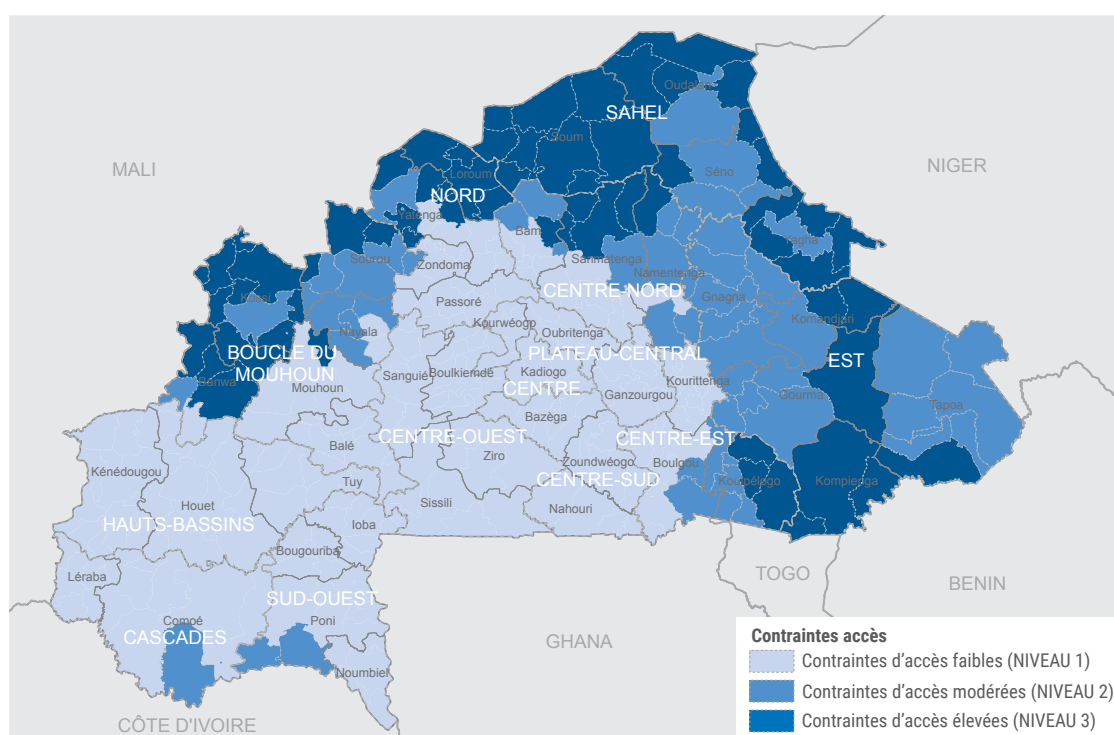 Oudalan
SAHEL
Soum
MALI
NIGER
Loroum
Séno
NORD
Yatenga
Bam
Yagha
Sourou
Zondoma
Sanmatenga
Namentenga
CENTRE-NORD
Kossi
Passoré
Gnagna
Kourwéogo
Oubritenga
Komandjari
Nayala
BOUCLE DU
MOUHOUN
PLATEAU-CENTRAL
EST
Banwa
Mouhoun
Sanguié
Boulkiemdé
Kadiogo
CENTRE
Kourittenga
Ganzourgou
Gourma
Tapoa
Bazèga
CENTRE-OUEST
CENTRE-EST
Balé
Ziro
Zoundwéogo
Boulgou
Kénédougou
Tuy
CENTRE-SUD
Koulpélogo
Kompienga
Houet
Sissili
Nahouri
HAUTS-BASSINS
Ioba
Bougouriba
Léraba
TOGO
BENIN
SUD-OUEST
Comoé
Poni
CASCADES
GHANA
Noumbiel
CÔTE D'IVOIRE
Contraintes accès
Contraintes d'accès faibles (NIVEAU 1)
Contraintes d'accès modérées (NIVEAU 2)
Contraintes d'accès élevées (NIVEAU 3)